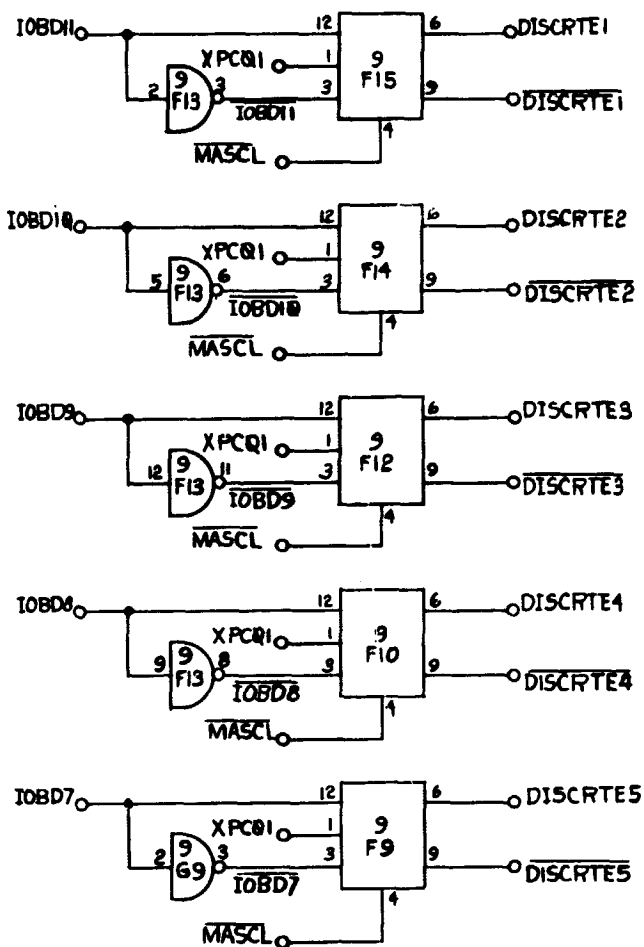 IOBD11 12 9 F15 6 DISCRTE1
XPCQ1 1
2 9 F13 3 IOBD11 3 9 DISCRTE1
MASCL 4
IOBD10 12 9 F14 6 DISCRTE2
XPCQ1 1
5 9 F13 6 IOBD10 3 9 DISCRTE2
MASCL 4
IOBD9 12 9 F12 6 DISCRTE3
XPCQ1 1
12 9 F13 11 IOBD9 3 9 DISCRTE3
MASCL 4
IOBD8 12 9 F10 6 DISCRTE4
XPCQ1 1
9 9 F13 8 IOBD8 3 9 DISCRTE4
MASCL 4
IOBD7 12 9 F9 6 DISCRTE5
XPCQ1 1
2 9 G9 3 IOBD7 3 9 DISCRTE5
MASCL 4